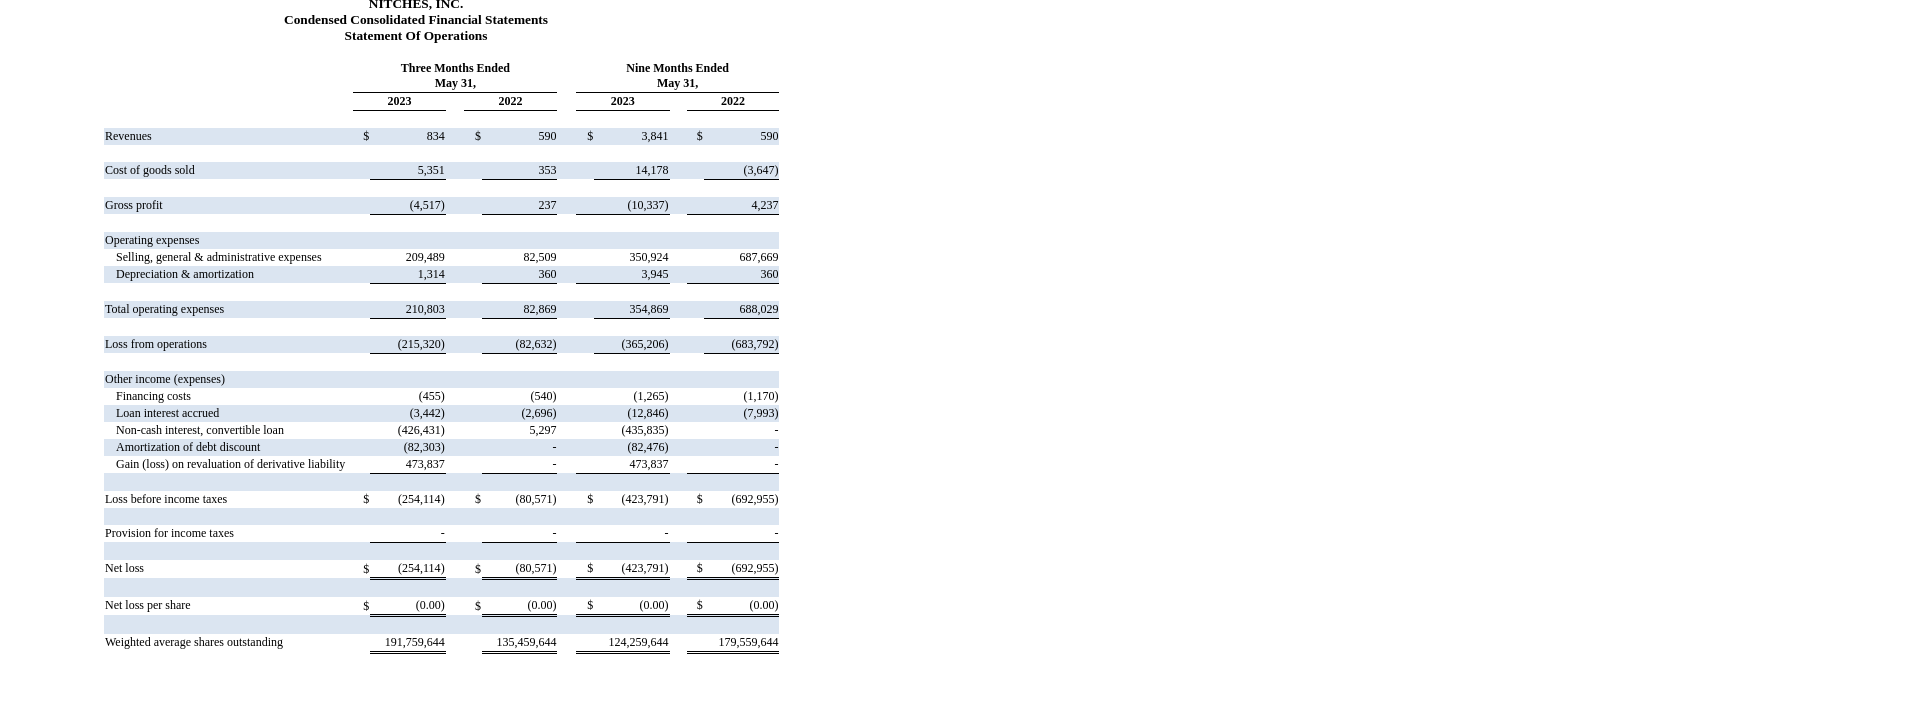 NITCHES, INC.
Condensed Consolidated Financial Statements
Statement Of Operations
Three Months Ended Nine Months Ended
May 31, May 31,
2023 2022 2023 2022
Revenues $ 834 $ 590 $ 3,841 $ 590
Cost of goods sold 5,351 353 14,178 (3,647)
Gross profit (4,517) 237 (10,337) 4,237
Operating expenses
Selling, general & administrative expenses 209,489 82,509 350,924 687,669
Depreciation & amortization 1,314 360 3,945 360
Total operating expenses 210,803 82,869 354,869 688,029
Loss from operations (215,320) (82,632) (365,206) (683,792)
Other income (expenses)
Financing costs (455) (540) (1,265) (1,170)
Loan interest accrued (3,442) (2,696) (12,846) (7,993)
Non-cash interest, convertible loan (426,431) 5,297 (435,835) -
Amortization of debt discount (82,303) - (82,476) -
Gain (loss) on revaluation of derivative liability 473,837 - 473,837 -
Loss before income taxes $ (254,114) $ (80,571) $ (423,791) $ (692,955)
Provision for income taxes - - - -
Net loss $ (254,114) $ (80,571) $ (423,791) $ (692,955)
Net loss per share $ (0.00) $ (0.00) $ (0.00) $ (0.00)
Weighted average shares outstanding 191,759,644 135,459,644 124,259,644 179,559,644